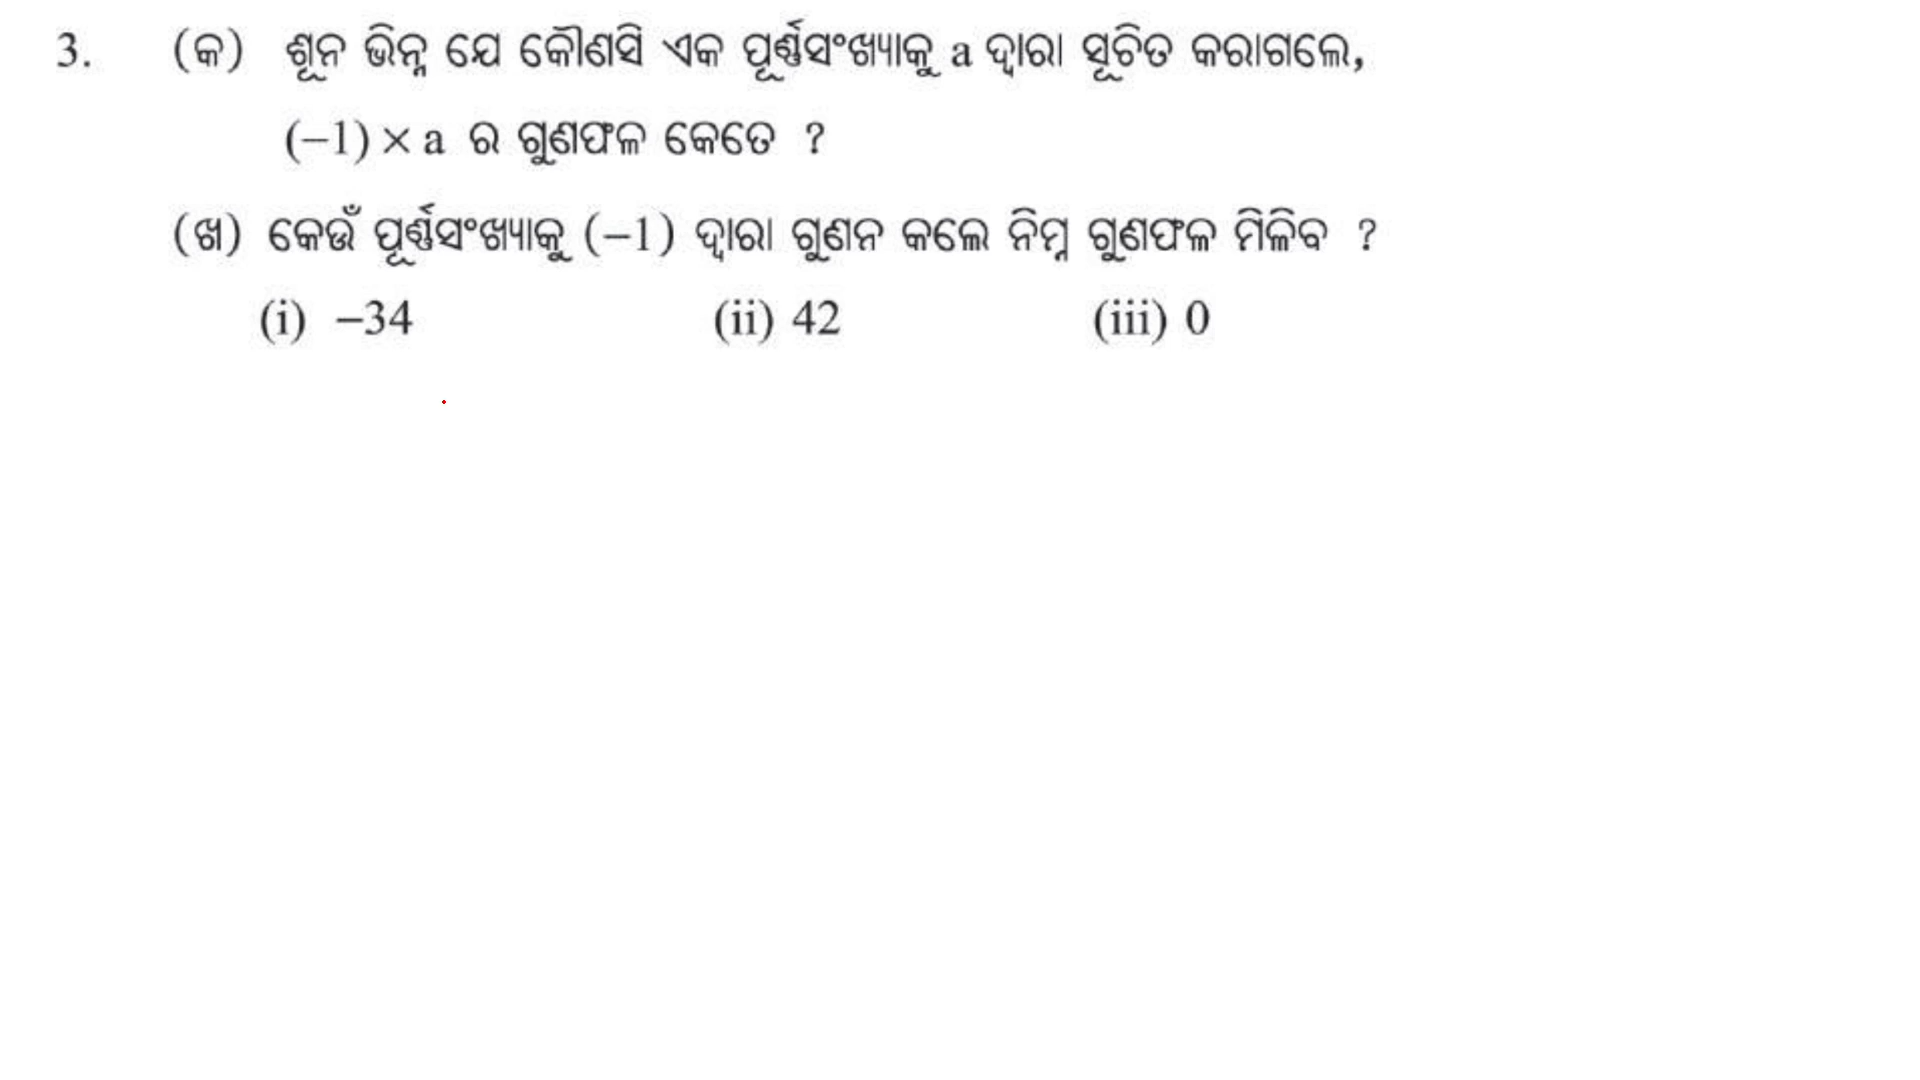 3. (କ) ଶୂନ ଭିନ୍ନ ଯେ କୌଣସି ଏକ ପୂର୍ଣ୍ଣସଂଖ୍ୟାକୁ a ଦ୍ୱାରା ସୂଚିତ କରାଗଲେ,
(−1) × a ର ଗୁଣଫଳ କେତେ ?
(ଖ) କେଉଁ ପୂର୍ଣ୍ଣସଂଖ୍ୟାକୁ (−1) ଦ୍ୱାରା ଗୁଣନ କଲେ ନିମ୍ନ ଗୁଣଫଳ ମିଳିବ ?
(i) −34 (ii) 42 (iii) 0